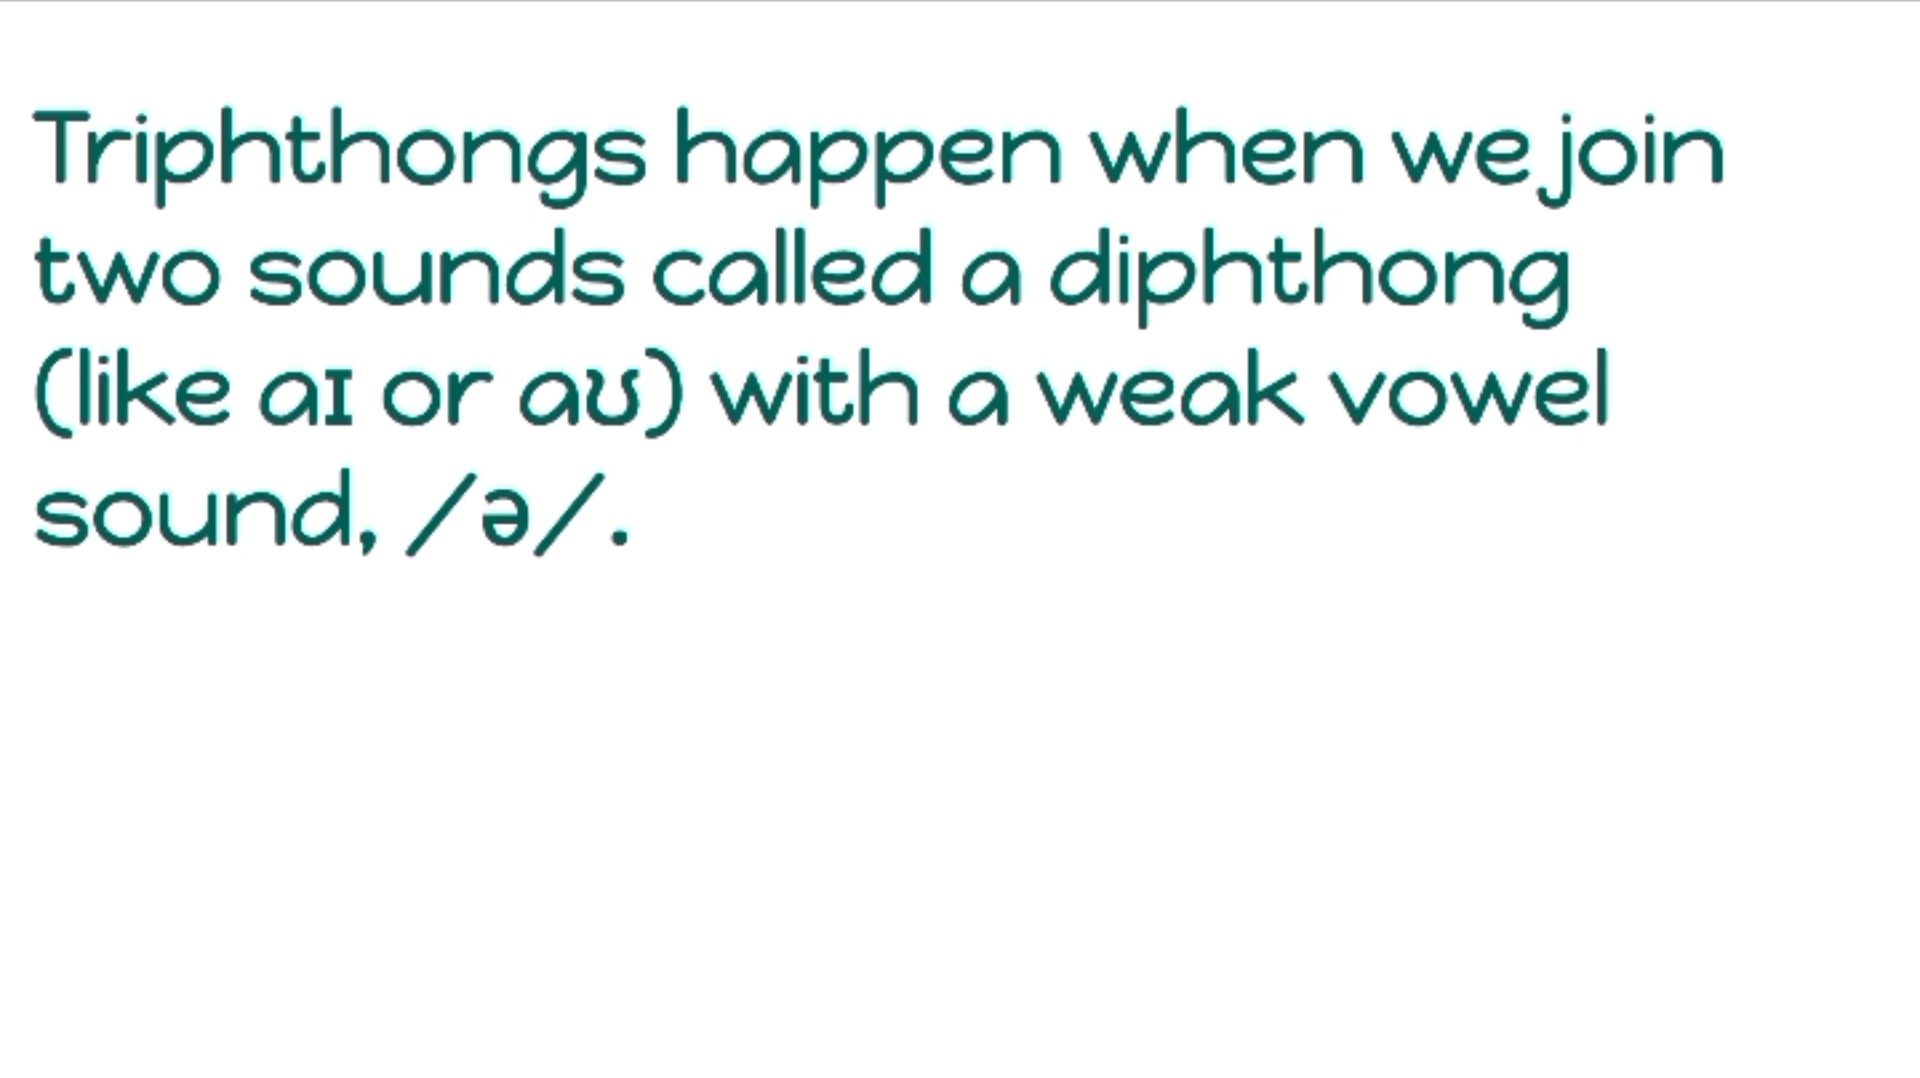 Triphthongs happen when we join
two sounds called a diphthong
(like aɪ or aʊ) with a weak vowel
sound, /ə/.